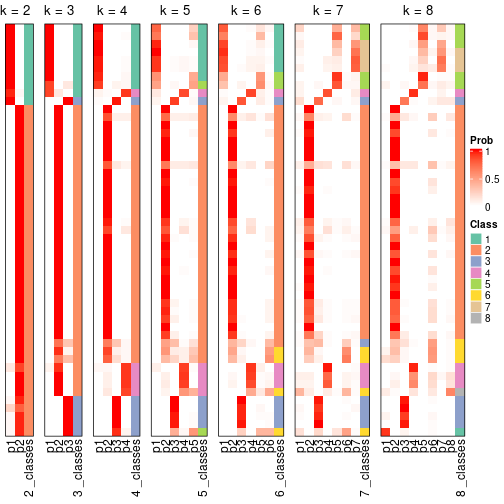 k = 2 k = 3 k = 4 k = 5 k = 6 k = 7 k = 8
Prob
1
0.5
0
Class
1
2
3
4
5
6
7
8
p1 p2 2_classes
p1 p2 p3 3_classes
p1 p2 p3 p4 4_classes
p1 p2 p3 p4 p5 5_classes
p1 p2 p3 p4 p5 p6 6_classes
p1 p2 p3 p4 p5 p6 p7 7_classes
p1 p2 p3 p4 p5 p6 p7 p8 8_classes